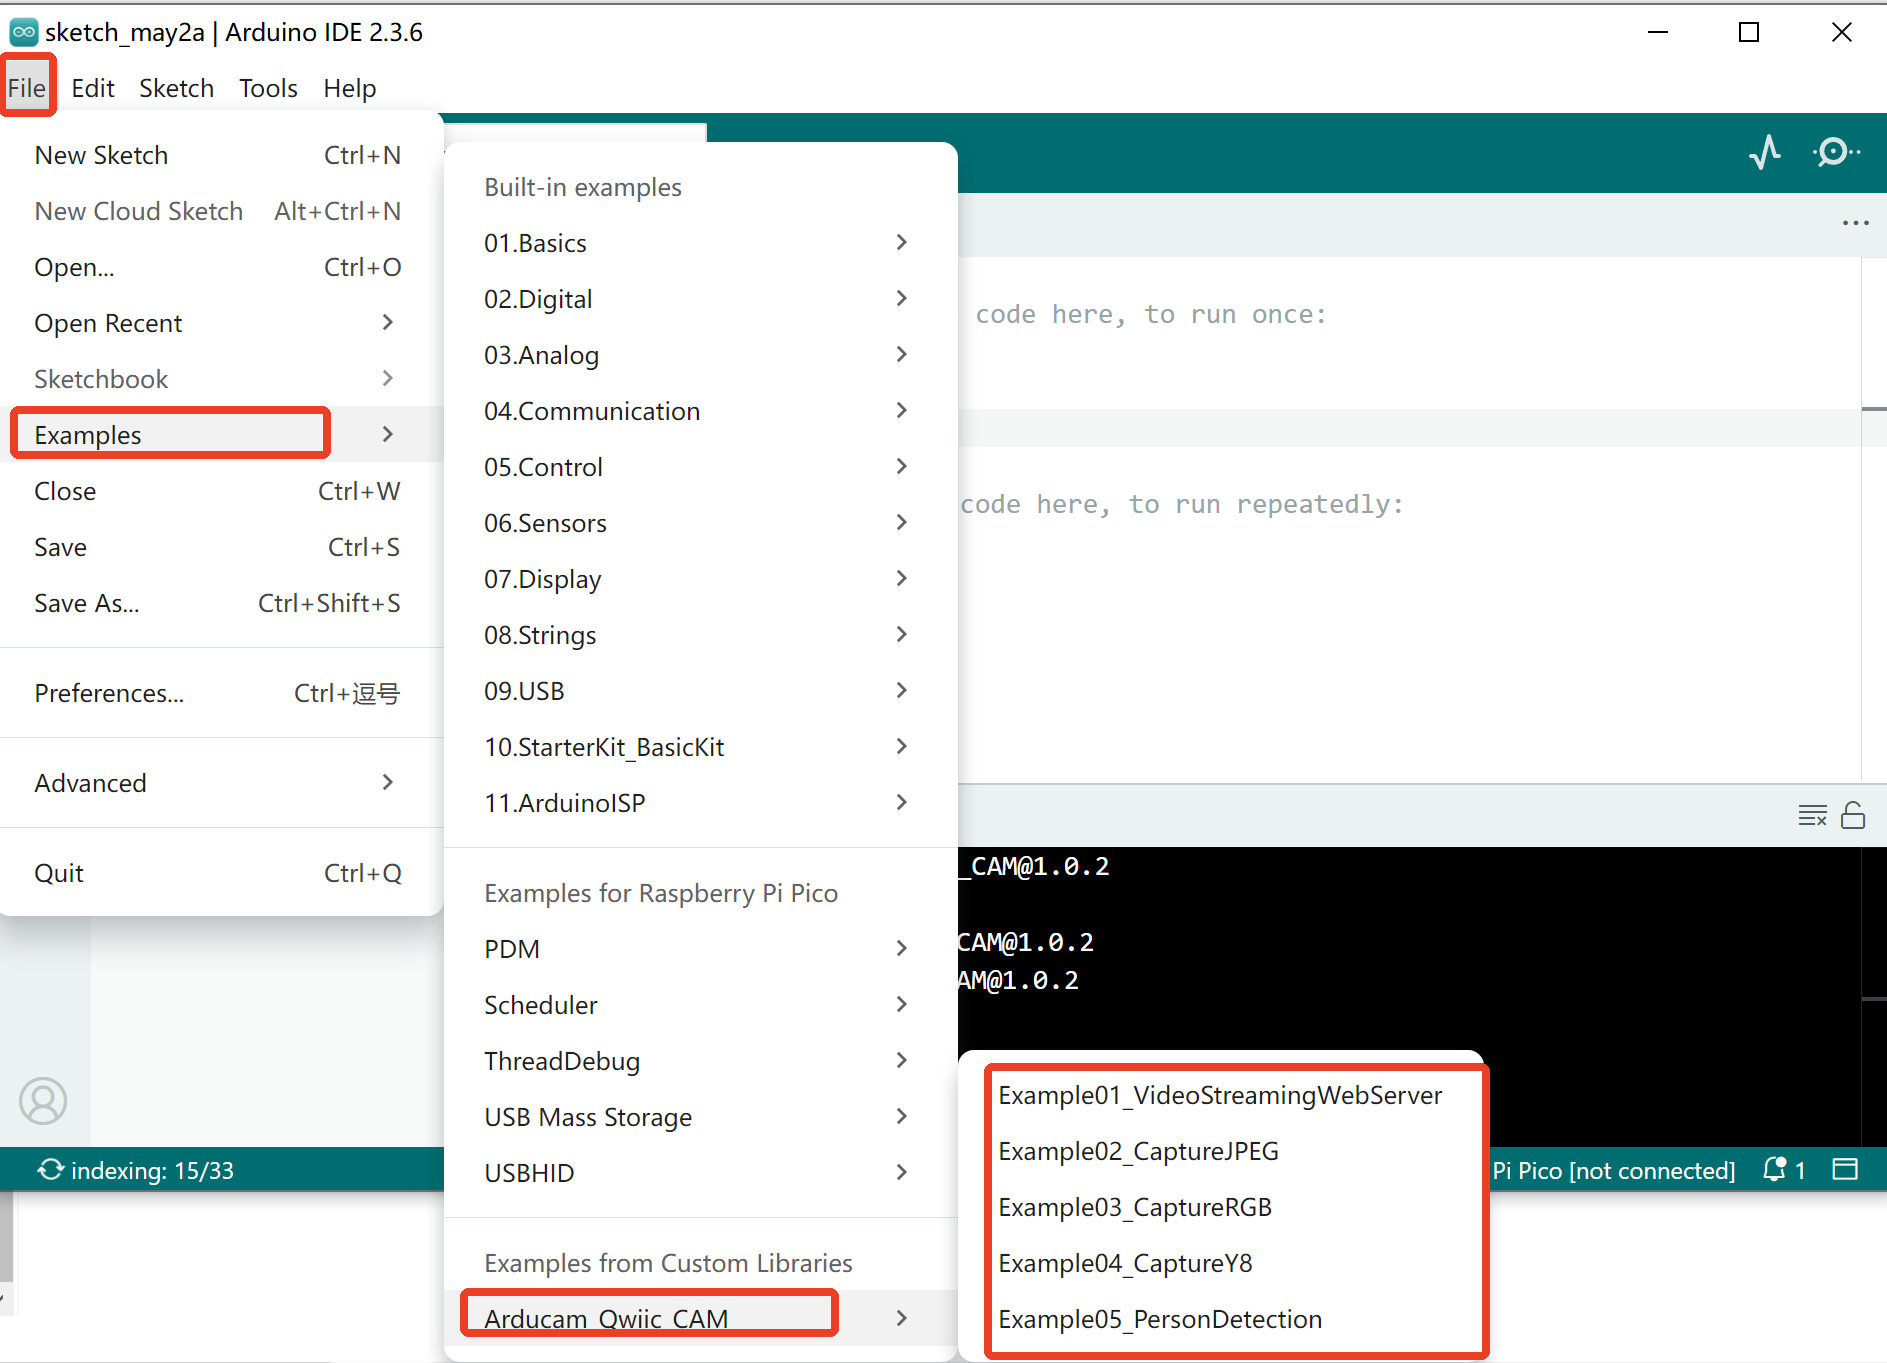 sketch_may2a | Arduino IDE 2.3.6
File Edit Sketch Tools Help
New Sketch Ctrl+N
New Cloud Sketch Alt+Ctrl+N
Open... Ctrl+O
Open Recent
Sketchbook
Examples
Close Ctrl+W
Save Ctrl+S
Save As... Ctrl+Shift+S
Preferences... Ctrl+逗号
Advanced
Quit Ctrl+Q
Built-in examples
01.Basics
02.Digital
03.Analog
04.Communication
05.Control
06.Sensors
07.Display
08.Strings
09.USB
10.StarterKit_BasicKit
11.ArduinoISP
Examples for Raspberry Pi Pico
PDM
Scheduler
ThreadDebug
USB Mass Storage
USBHID
Examples from Custom Libraries
Arducam_Qwiic_CAM
Example01_VideoStreamingWebServer
Example02_CaptureJPEG
Example03_CaptureRGB
Example04_CaptureY8
Example05_PersonDetection
code here, to run once:
code here, to run repeatedly:
_CAM@1.0.2
CAM@1.0.2
AM@1.0.2
indexing: 15/33
Pi Pico [not connected] 1